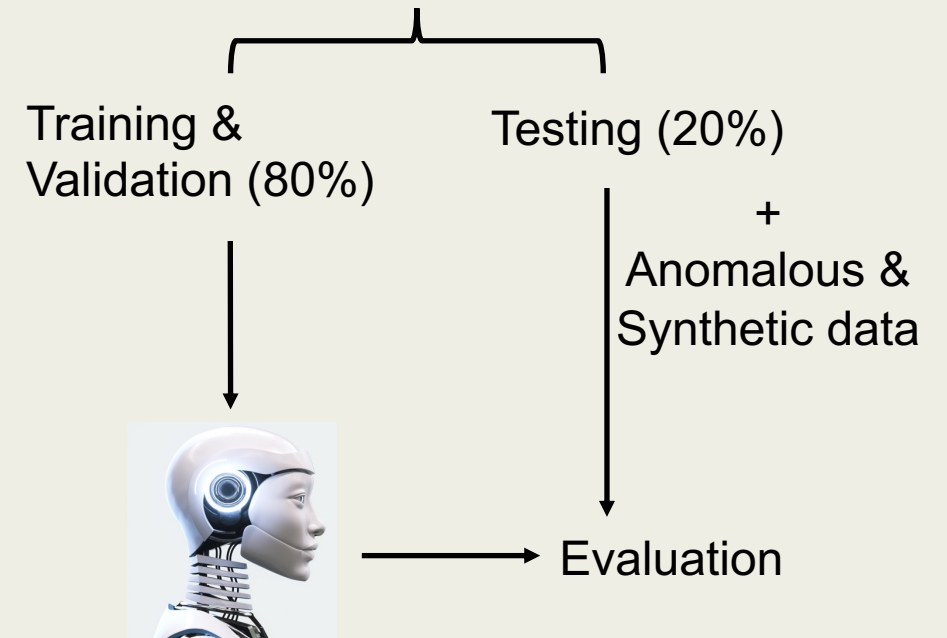 Training &
Validation (80%)
Testing (20%)
+
Anomalous &
Synthetic data
Evaluation